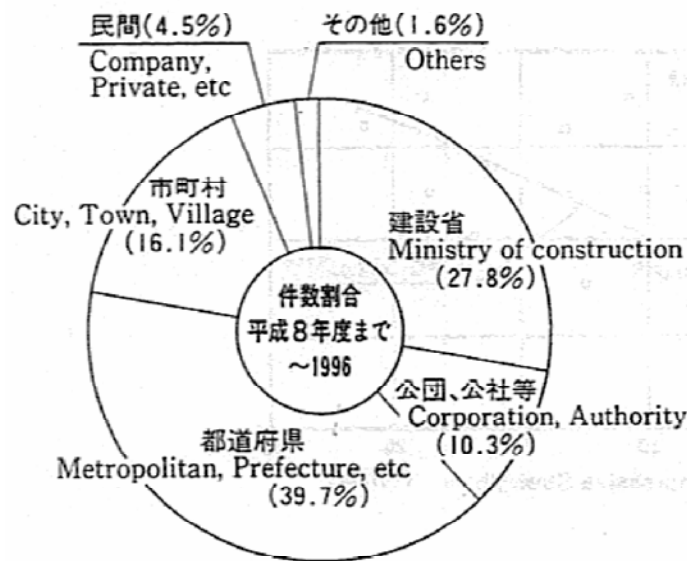 民間(4.5%)
Company,
Private, etc
その他(1.6%)
Others
建設省
Ministry of construction
(27.8%)
公団、公社等
Corporation, Authority
(10.3%)
都道府県
Metropolitan, Prefecture, etc
(39.7%)
市町村
City, Town, Village
(16.1%)
件数割合
平成8年度まで
～1996